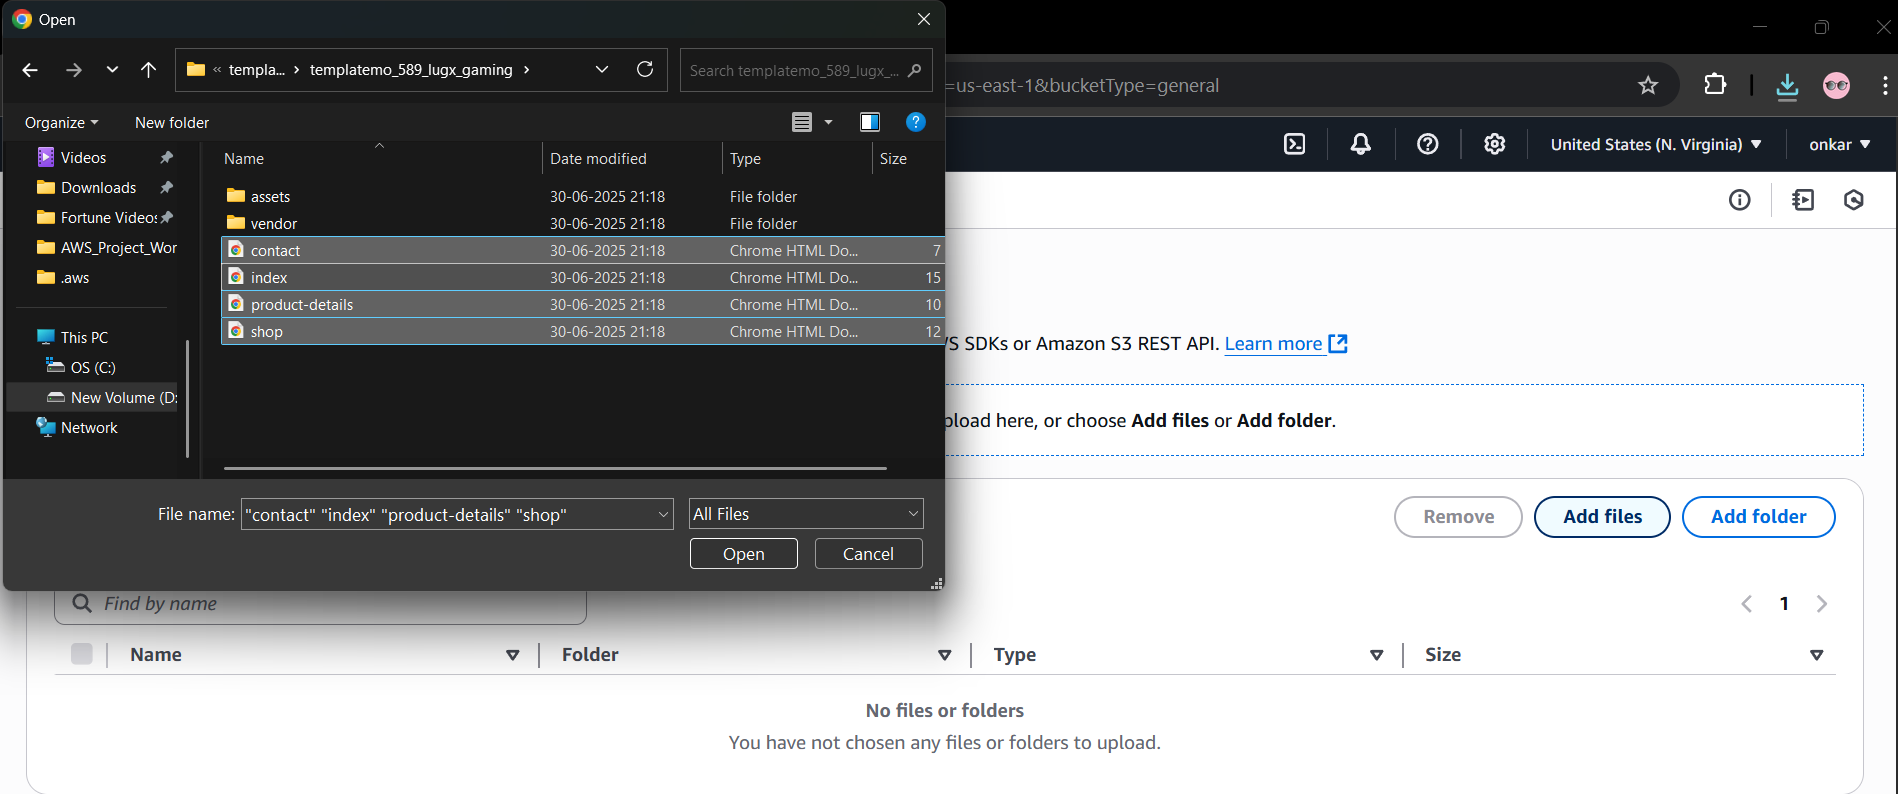 Open
templa... > templatemo_589_lugx_gaming >
Search templatemo_589_lugx_...
=us-east-1&bucketType=general
Organize
New folder
United States (N. Virginia)
onkar
Videos
Downloads
Fortune Videos
AWS_Project_Wor
.aws
This PC
OS (C:)
New Volume (D:
Network
Name Date modified Type Size
assets 30-06-2025 21:18 File folder
vendor 30-06-2025 21:18 File folder
contact 30-06-2025 21:18 Chrome HTML Do... 7
index 30-06-2025 21:18 Chrome HTML Do... 15
product-details 30-06-2025 21:18 Chrome HTML Do... 10
shop 30-06-2025 21:18 Chrome HTML Do... 12
SDKs or Amazon S3 REST API. Learn more
pload here, or choose Add files or Add folder.
File name: "contact" "index" "product-details" "shop"
All Files
Open
Cancel
Remove
Add files
Add folder
Find by name
1
Name Folder Type Size
No files or folders
You have not chosen any files or folders to upload.